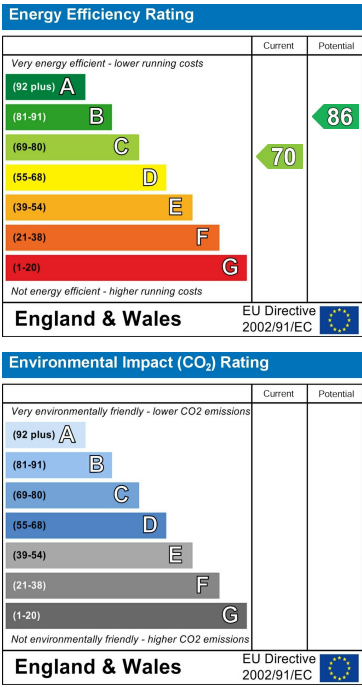 Energy Efficiency Rating
Current Potential
Very energy efficient - lower running costs
(92 plus) A
(81-91) B 86
(69-80) C 70
(55-68) D
(39-54) E
(21-38) F
(1-20) G
Not energy efficient - higher running costs
England & Wales EU Directive 2002/91/EC
Environmental Impact (CO₂) Rating
Current Potential
Very environmentally friendly - lower CO2 emissions
(92 plus) A
(81-91) B
(69-80) C
(55-68) D
(39-54) E
(21-38) F
(1-20) G
Not environmentally friendly - higher CO2 emissions
England & Wales EU Directive 2002/91/EC